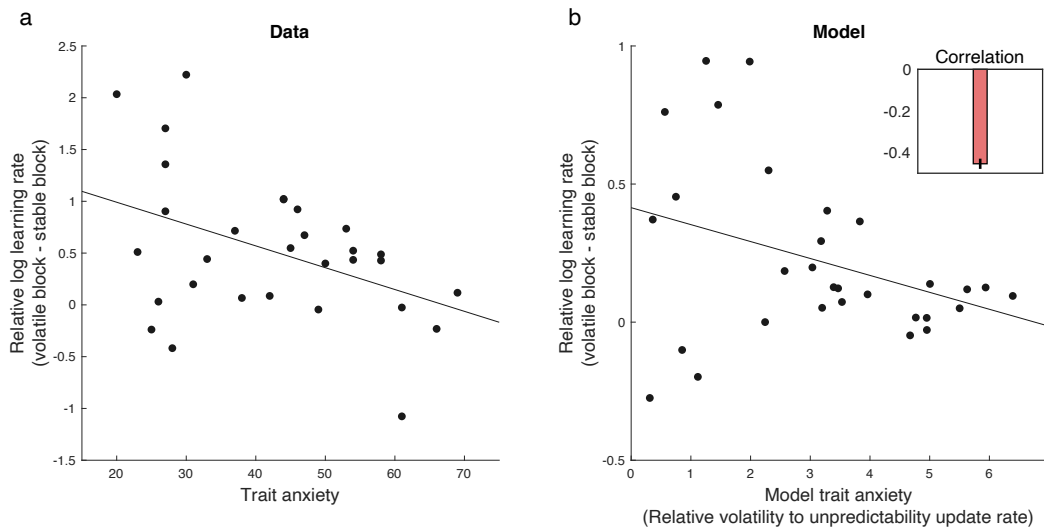 a
Data
2.5
2
1.5
1
0.5
0
-0.5
-1
-1.5
20 30 40 50 60 70
Trait anxiety
Relative log learning rate
(volatile block - stable block)
b
Model
1
0.5
0
-0.5
0 1 2 3 4 5 6
Model trait anxiety
(Relative volatility to unpredictability update rate)
Relative log learning rate
(volatile block - stable block)
Correlation
0
-0.2
-0.4